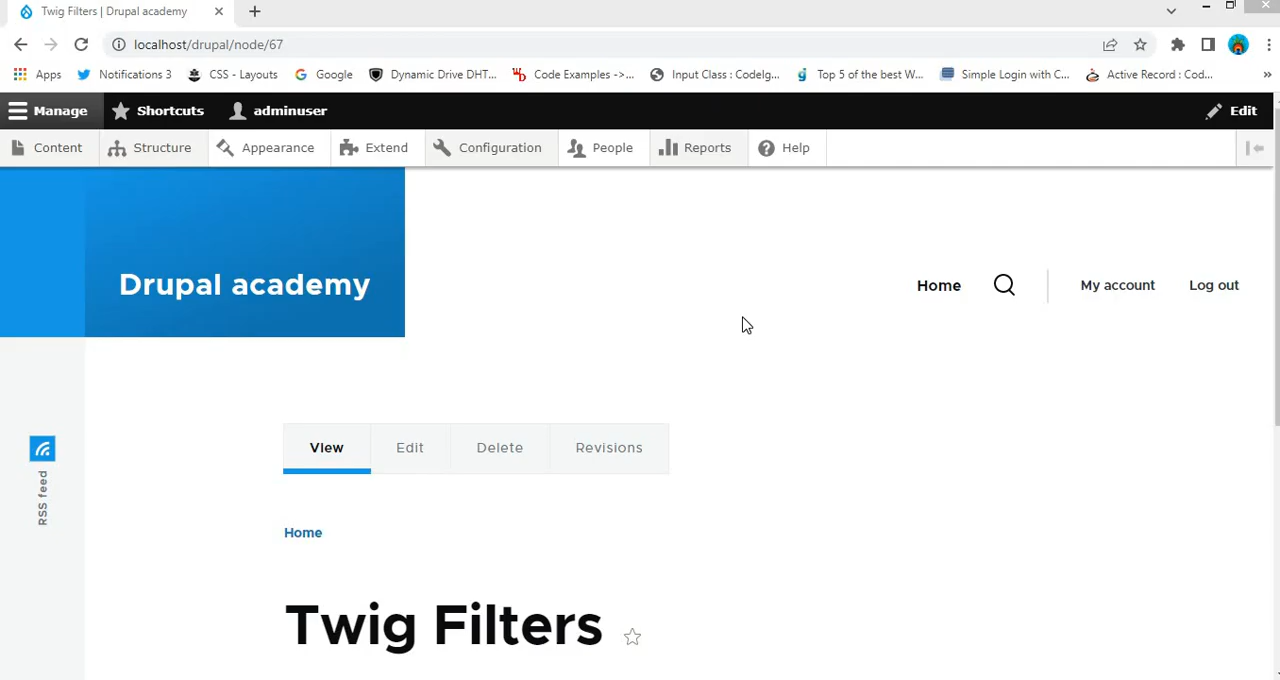 Twig Filters | Drupal academy
localhost/drupal/node/67
Apps Notifications 3 CSS - Layouts Google Dynamic Drive DHT... Code Examples ->... Input Class : CodeIg... Top 5 of the best W... Simple Login with C... Active Record : Cod... »
Manage Shortcuts adminuser Edit
Content Structure Appearance Extend Configuration People Reports Help
Drupal academy
Home My account Log out
RSS feed
View Edit Delete Revisions
Home
Twig Filters